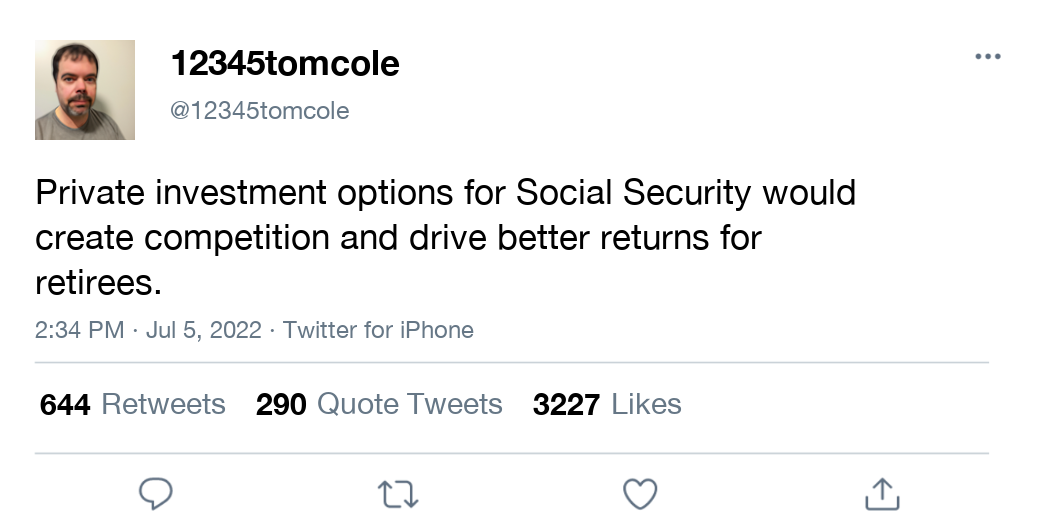 12345tomcole
@12345tomcole
Private investment options for Social Security would
create competition and drive better returns for
retirees.
2:34 PM · Jul 5, 2022 · Twitter for iPhone
644 Retweets 290 Quote Tweets 3227 Likes